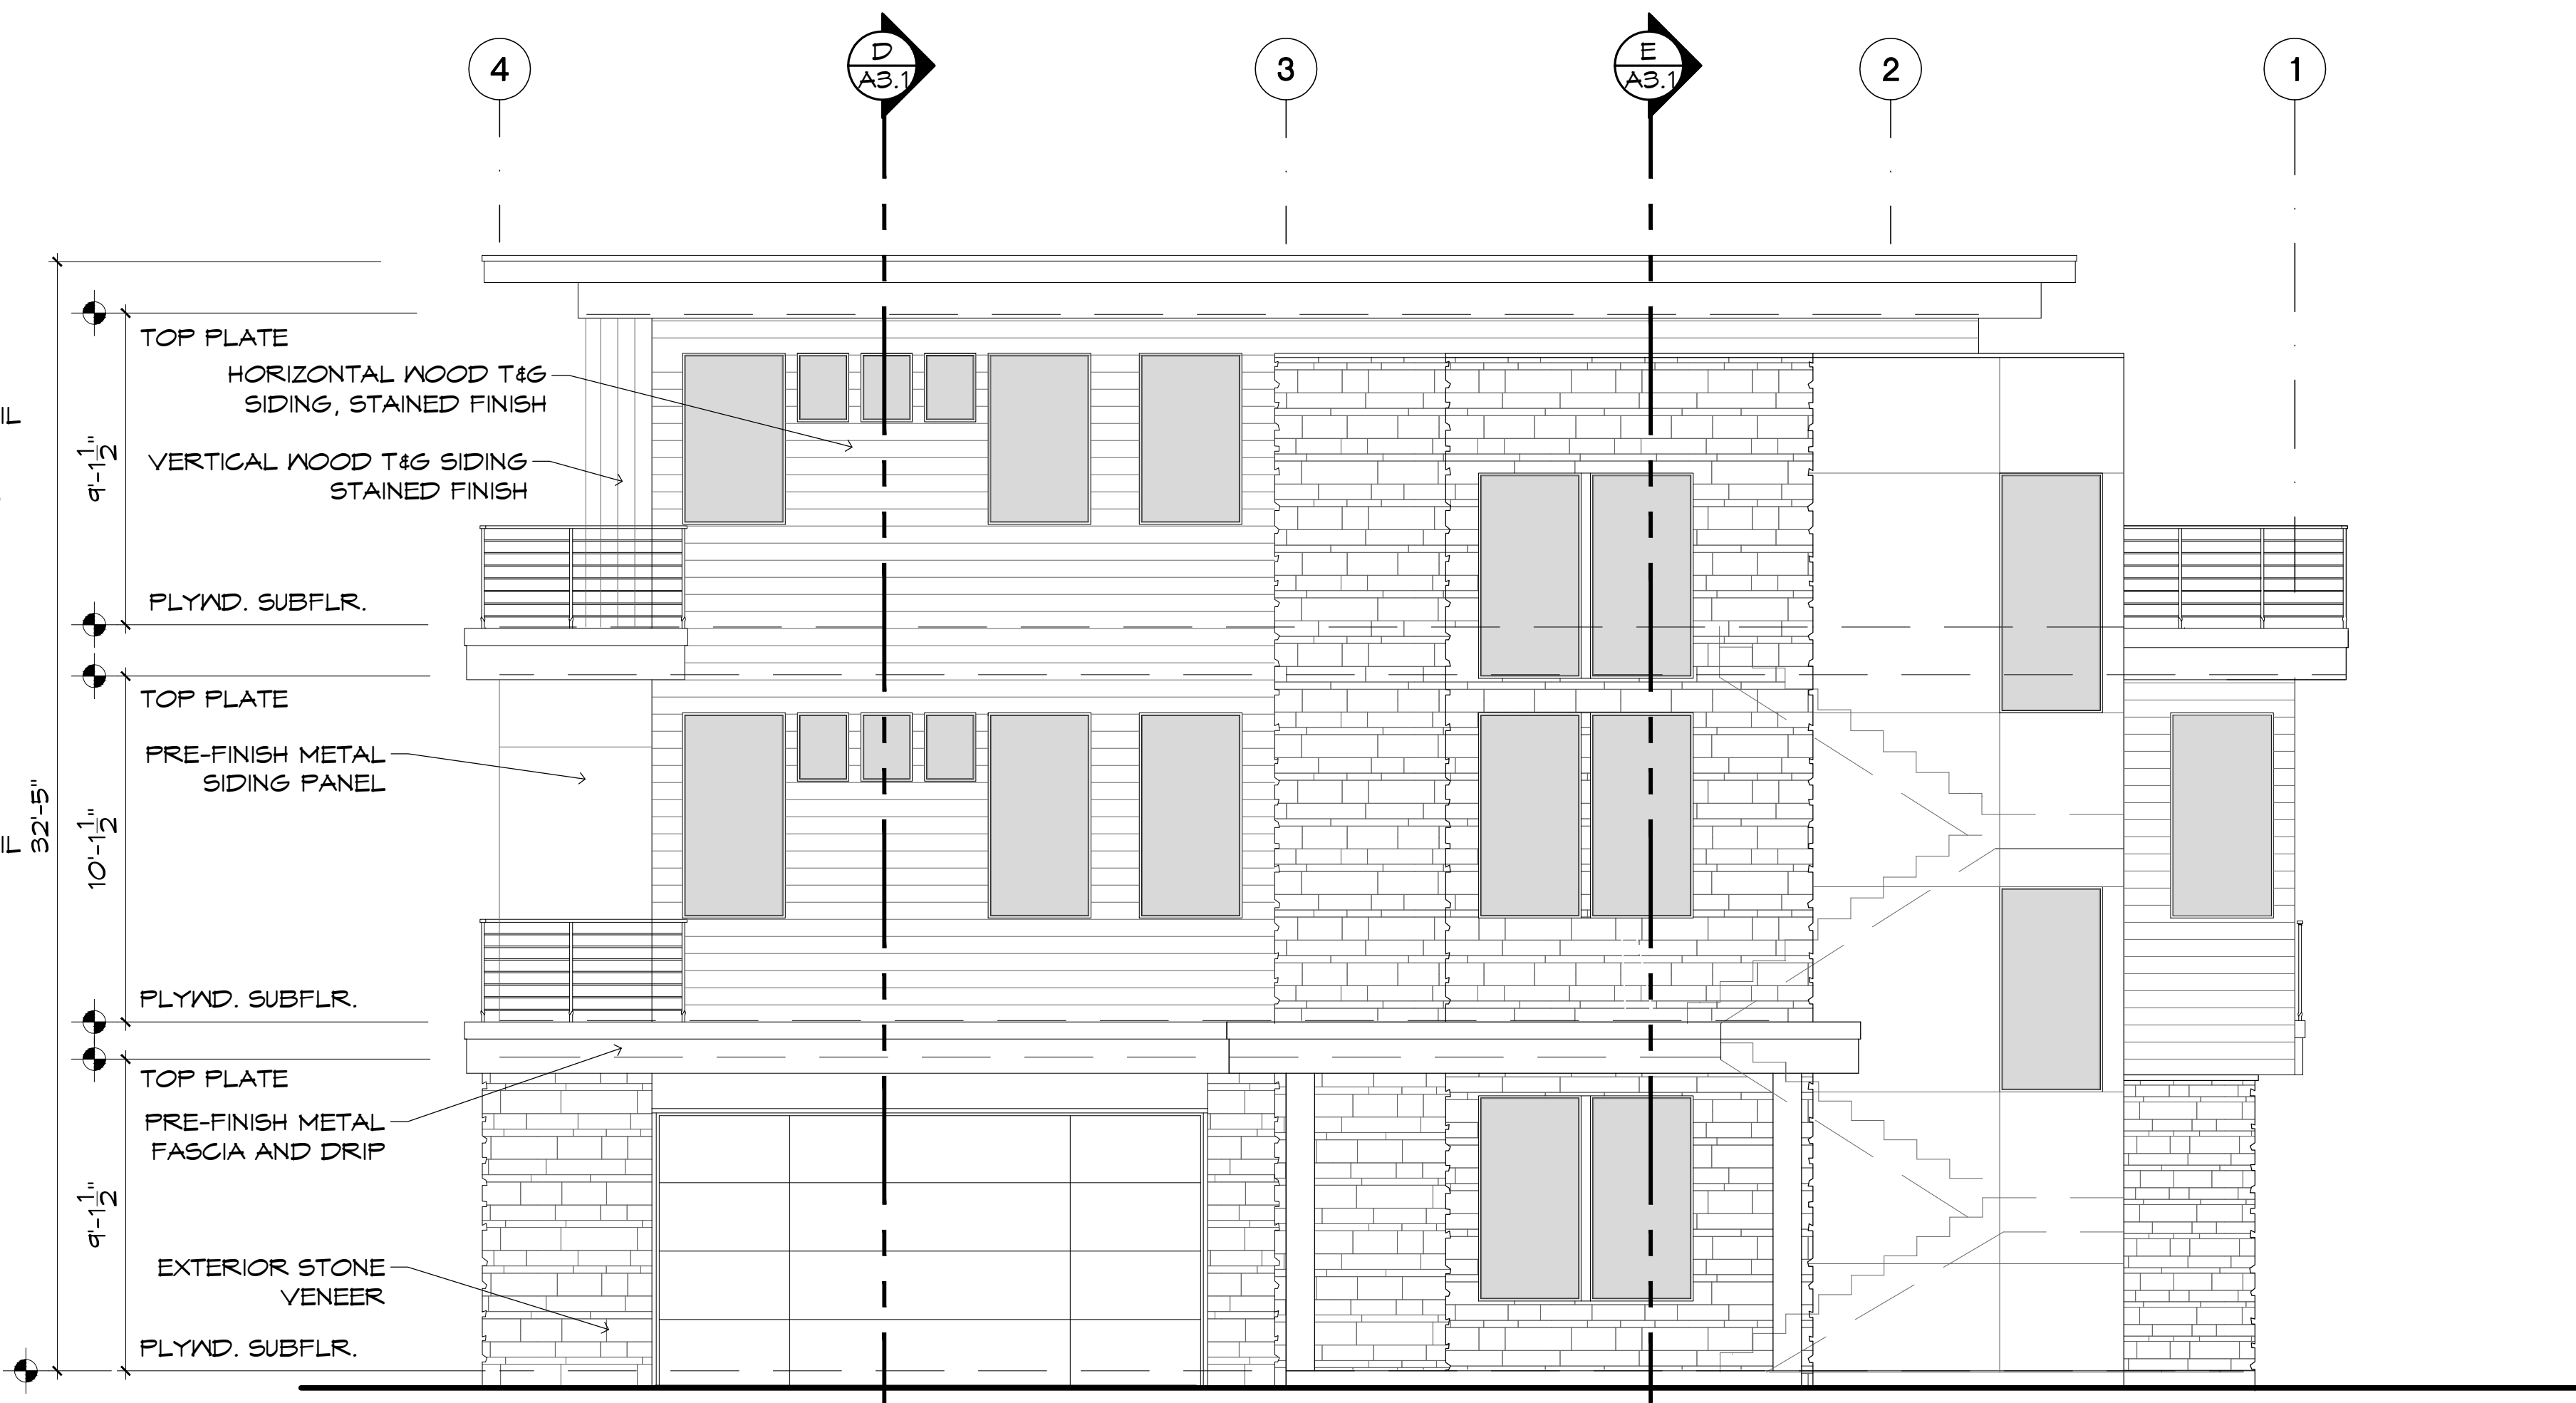 4
D
A3.1
3
E
A3.1
2
1
TOP PLATE
HORIZONTAL WOOD T&G
SIDING, STAINED FINISH
9'-1 1/2"
VERTICAL WOOD T&G SIDING
STAINED FINISH
PLYWD. SUBFLR.
TOP PLATE
PRE-FINISH METAL
SIDING PANEL
32'-5"
10'-1 1/2"
PLYWD. SUBFLR.
TOP PLATE
PRE-FINISH METAL
FASCIA AND DRIP
9'-1 1/2"
EXTERIOR STONE
VENEER
PLYWD. SUBFLR.